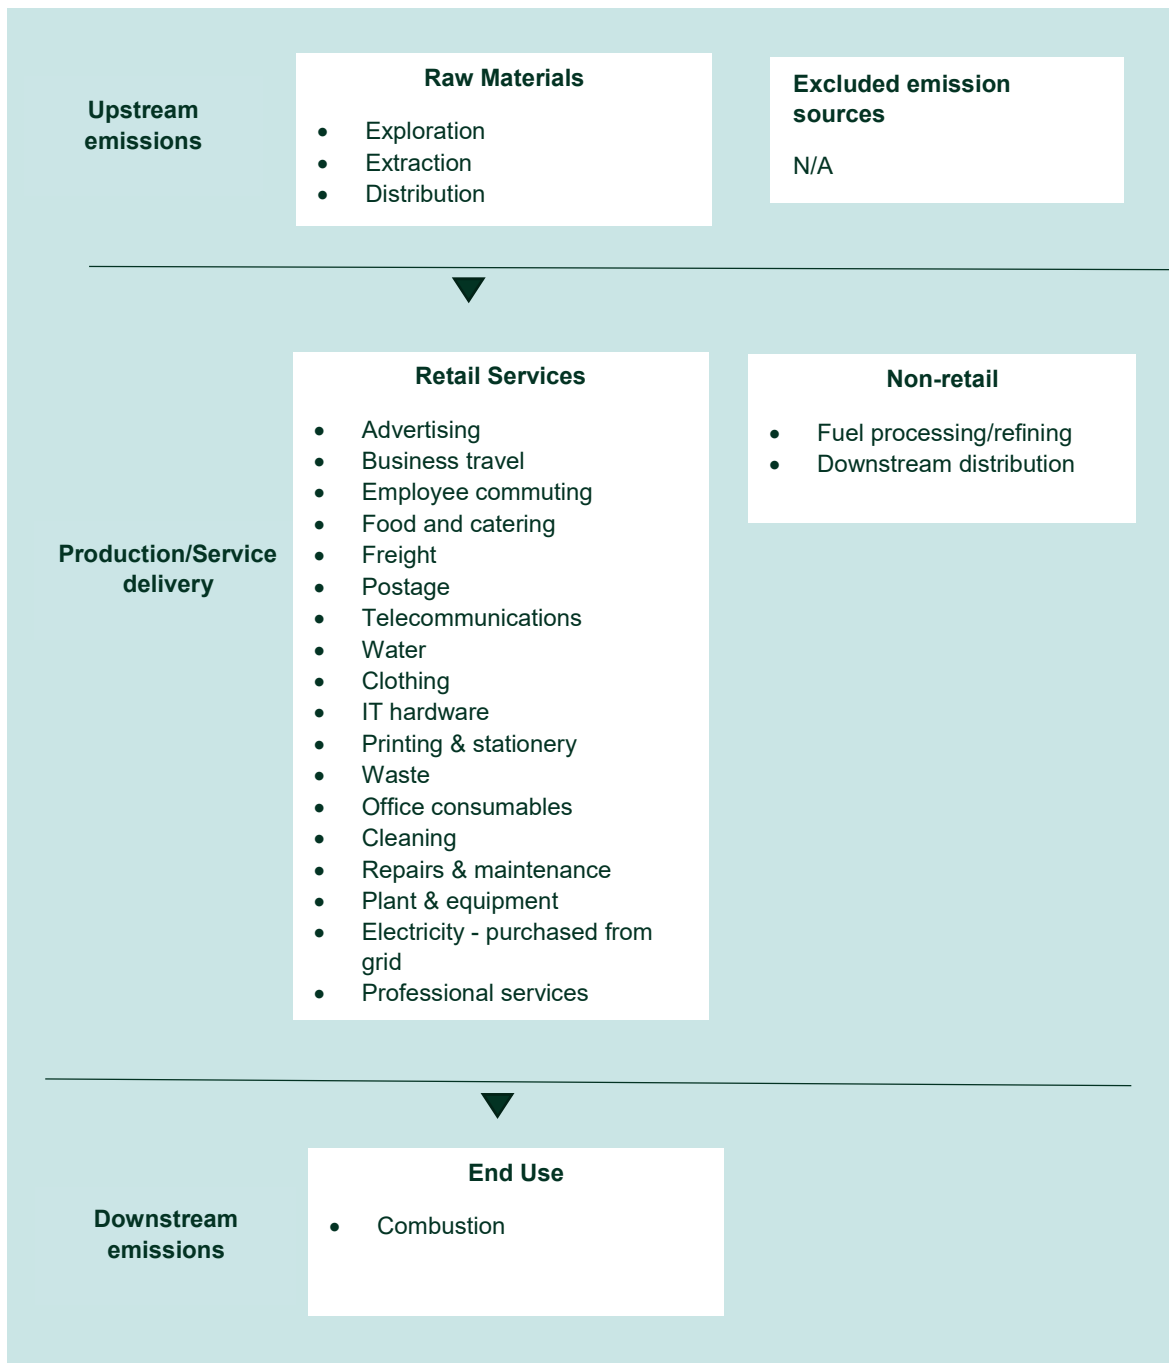 Upstream
emissions
Raw Materials
• Exploration
• Extraction
• Distribution
Excluded emission
sources
N/A
Production/Service
delivery
Retail Services
• Advertising
• Business travel
• Employee commuting
• Food and catering
• Freight
• Postage
• Telecommunications
• Water
• Clothing
• IT hardware
• Printing & stationery
• Waste
• Office consumables
• Cleaning
• Repairs & maintenance
• Plant & equipment
• Electricity - purchased from
grid
• Professional services
Non-retail
• Fuel processing/refining
• Downstream distribution
Downstream
emissions
End Use
• Combustion